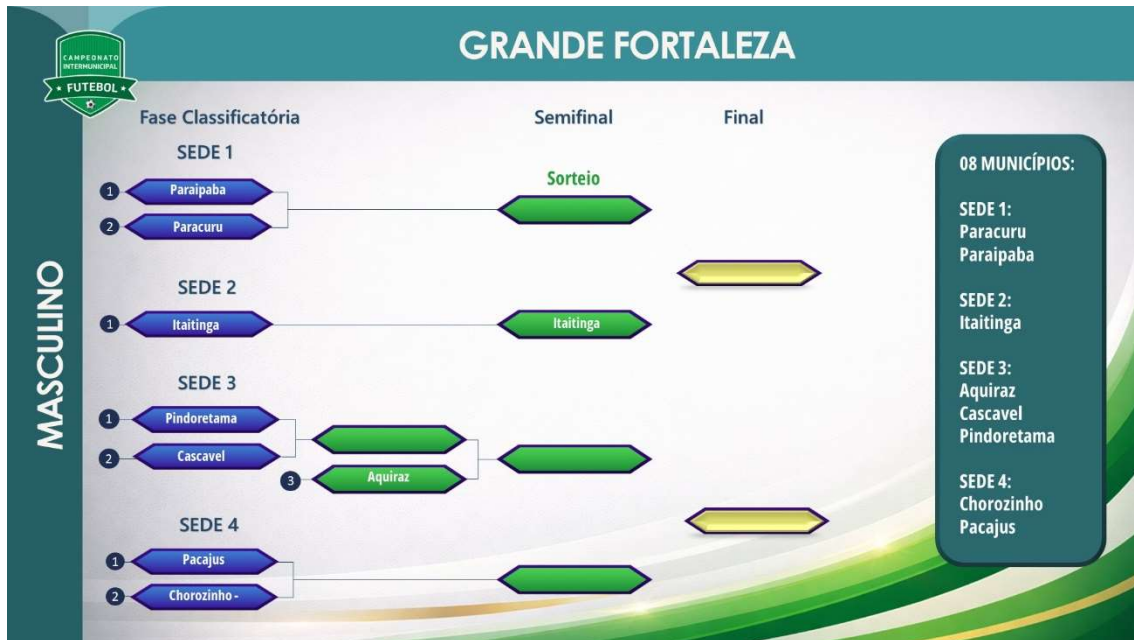 GRANDE FORTALEZA
CAMPEONATO
INTERMUNICIPAL
FUTEBOL
MASCULINO
Fase Classificatória
Semifinal
Final
SEDE 1
1 Paraipaba
2 Paracuru
Sorteio
SEDE 2
1 Itaitinga
Itaitinga
SEDE 3
1 Pindoretama
2 Cascavel
3 Aquiraz
SEDE 4
1 Pacajus
2 Chorozinho -
08 MUNICÍPIOS:
SEDE 1:
Paracuru
Paraipaba
SEDE 2:
Itaitinga
SEDE 3:
Aquiraz
Cascavel
Pindoretama
SEDE 4:
Chorozinho
Pacajus